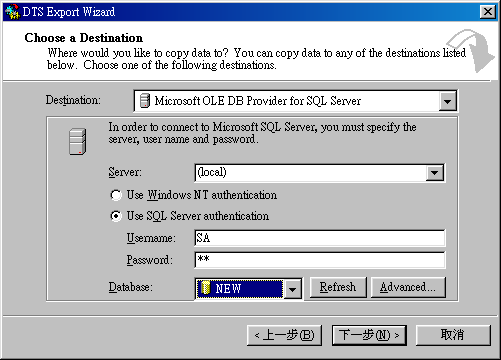 DTS Export Wizard
Choose a Destination
Where would you like to copy data to? You can copy data to any of the destinations listed
below. Choose one of the following destinations.
Destination: Microsoft OLE DB Provider for SQL Server
In order to connect to Microsoft SQL Server, you must specify the
server, user name and password.
Server: (local)
Use Windows NT authentication
Use SQL Server authentication
Username: SA
Password: **
Database: NEW Refresh Advanced...
<上一步(B) 下一步(N)> 取消